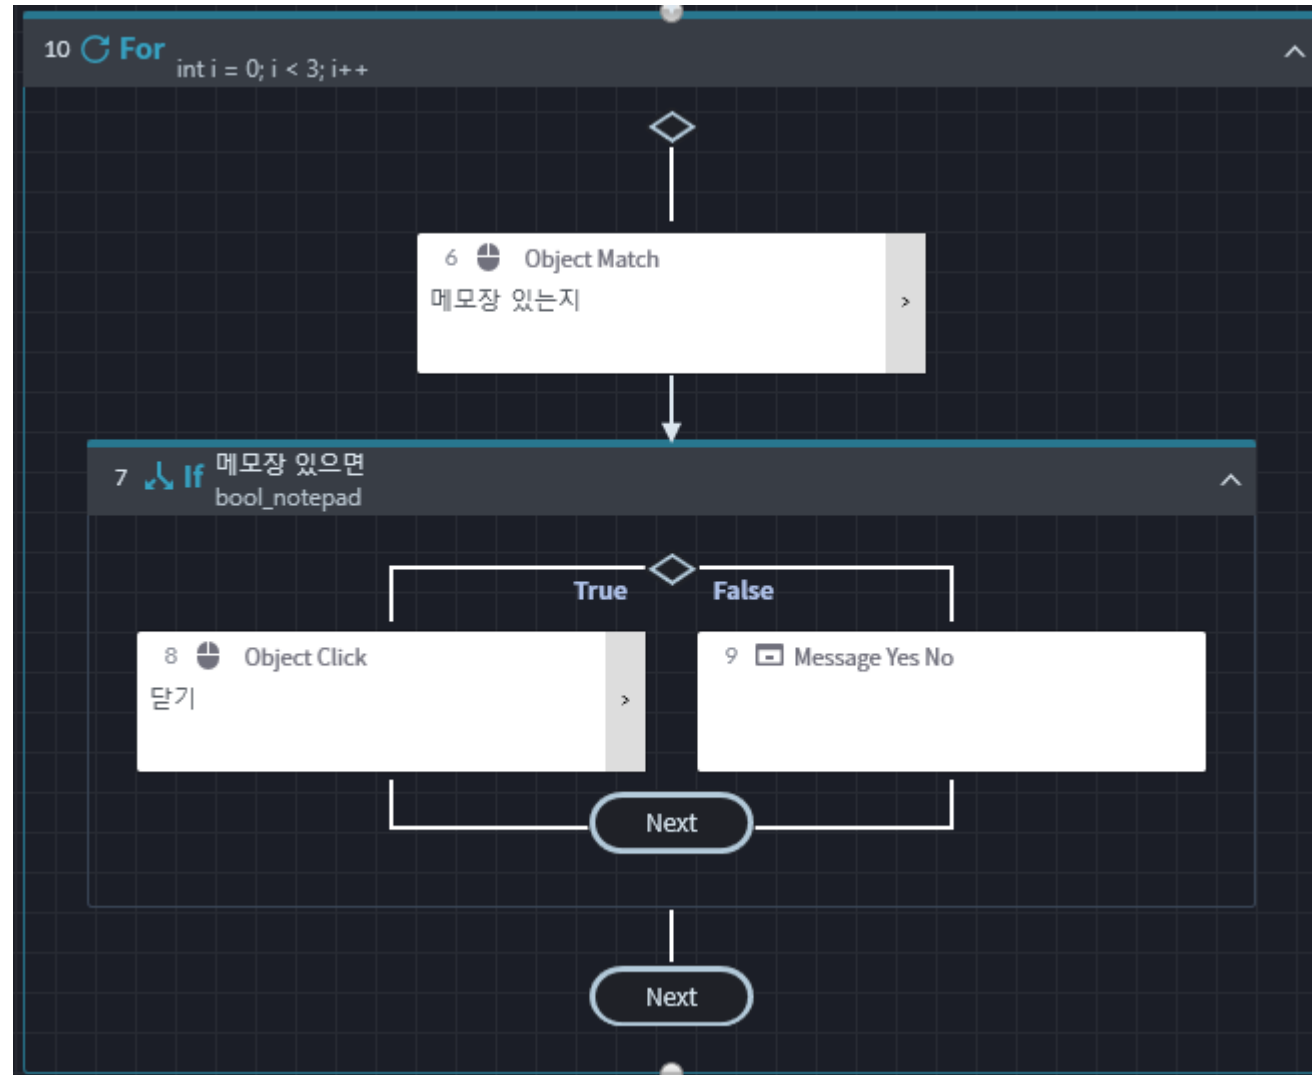 10 For
int i = 0; i < 3; i++
6 Object Match
메모장 있는지
7 If 메모장 있으면
bool_notepad
True False
8 Object Click
닫기
9 Message Yes No
Next
Next